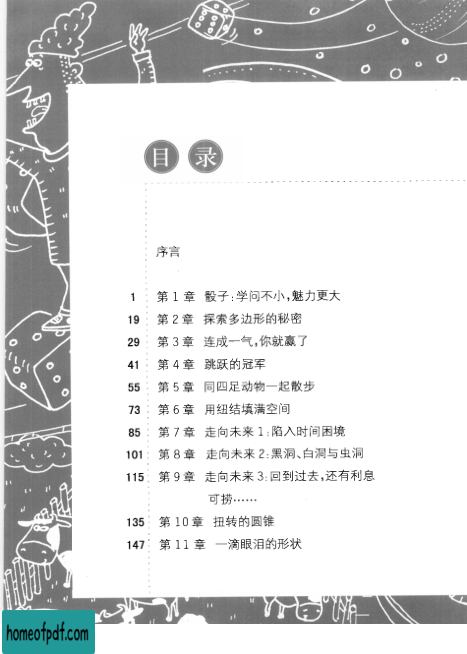 目录
序言
1 第1章 骰子:学问不小,魅力更大
19 第2章 探索多边形的秘密
29 第3章 连成一气,你就赢了
41 第4章 跳跃的冠军
55 第5章 同四足动物一起散步
73 第6章 用纽结填满空间
85 第7章 走向未来1:陷入时间困境
101 第8章 走向未来2:黑洞、白洞与虫洞
115 第9章 走向未来3:回到过去,还有利息
可捞……
135 第10章 扭转的圆锥
147 第11章 一滴眼泪的形状
homeofpdf.com